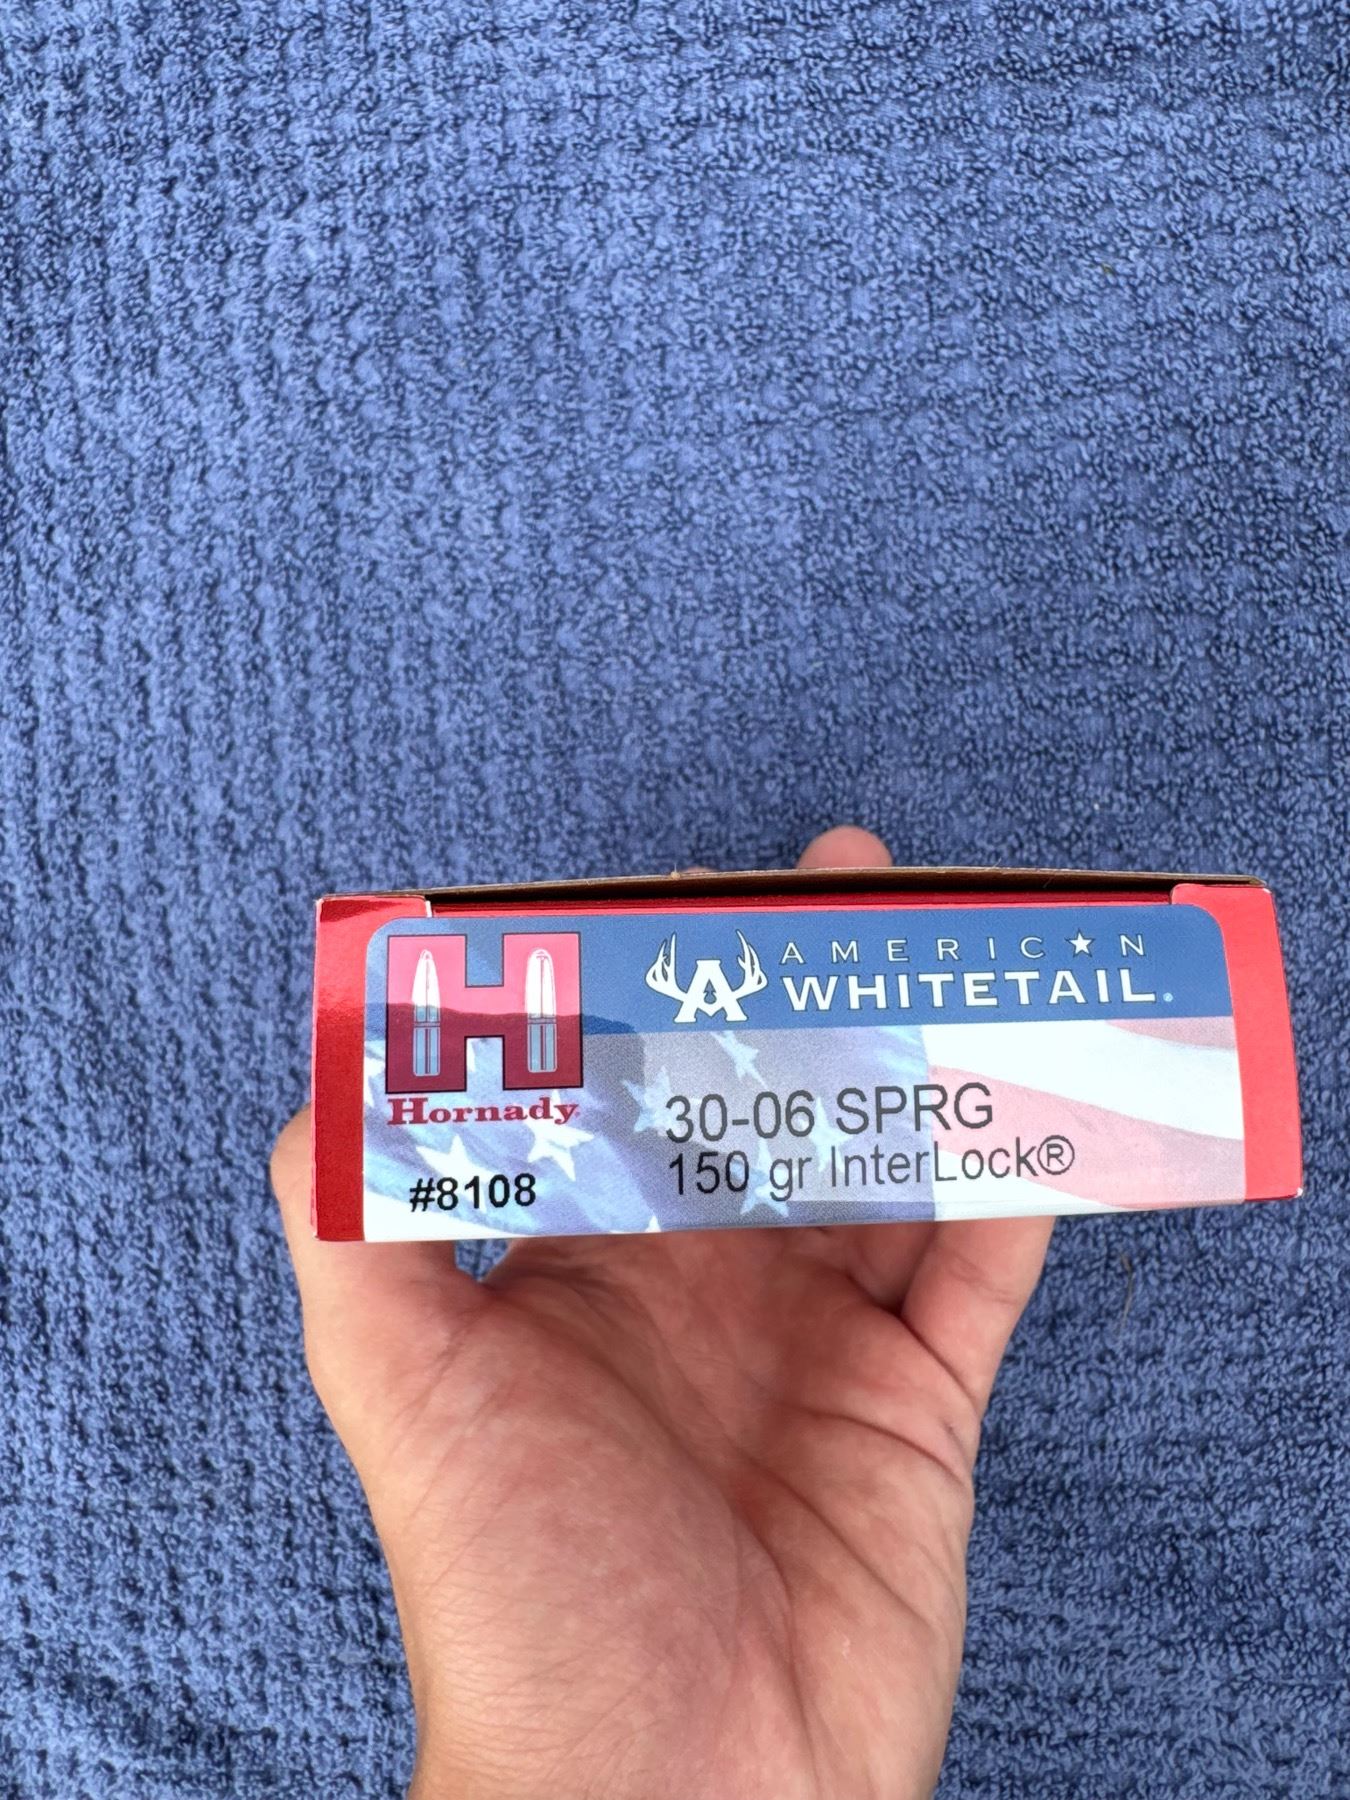 H
Hornady
#8108
AMERICAN
WHITETAIL®
30-06 SPRG
150 gr InterLock®